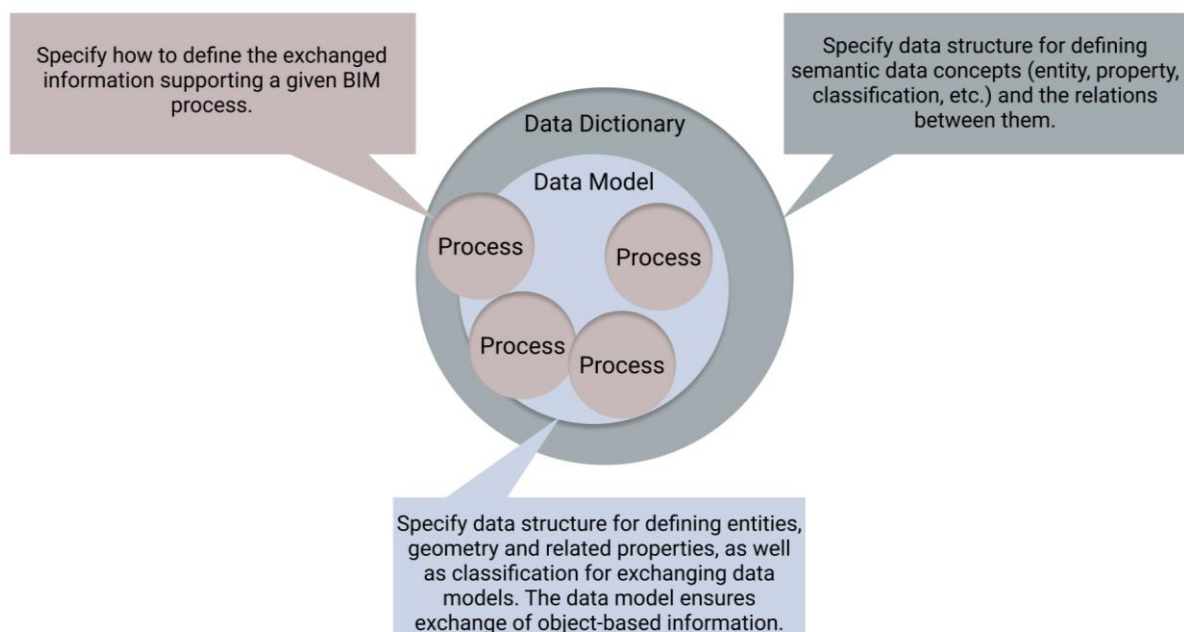 Specify how to define the exchanged
information supporting a given BIM
process.
Specify data structure for defining
semantic data concepts (entity, property,
classification, etc.) and the relations
between them.
Data Dictionary
Data Model
Process
Process
Process
Process
Specify data structure for defining entities,
geometry and related properties, as well
as classification for exchanging data
models. The data model ensures
exchange of object-based information.